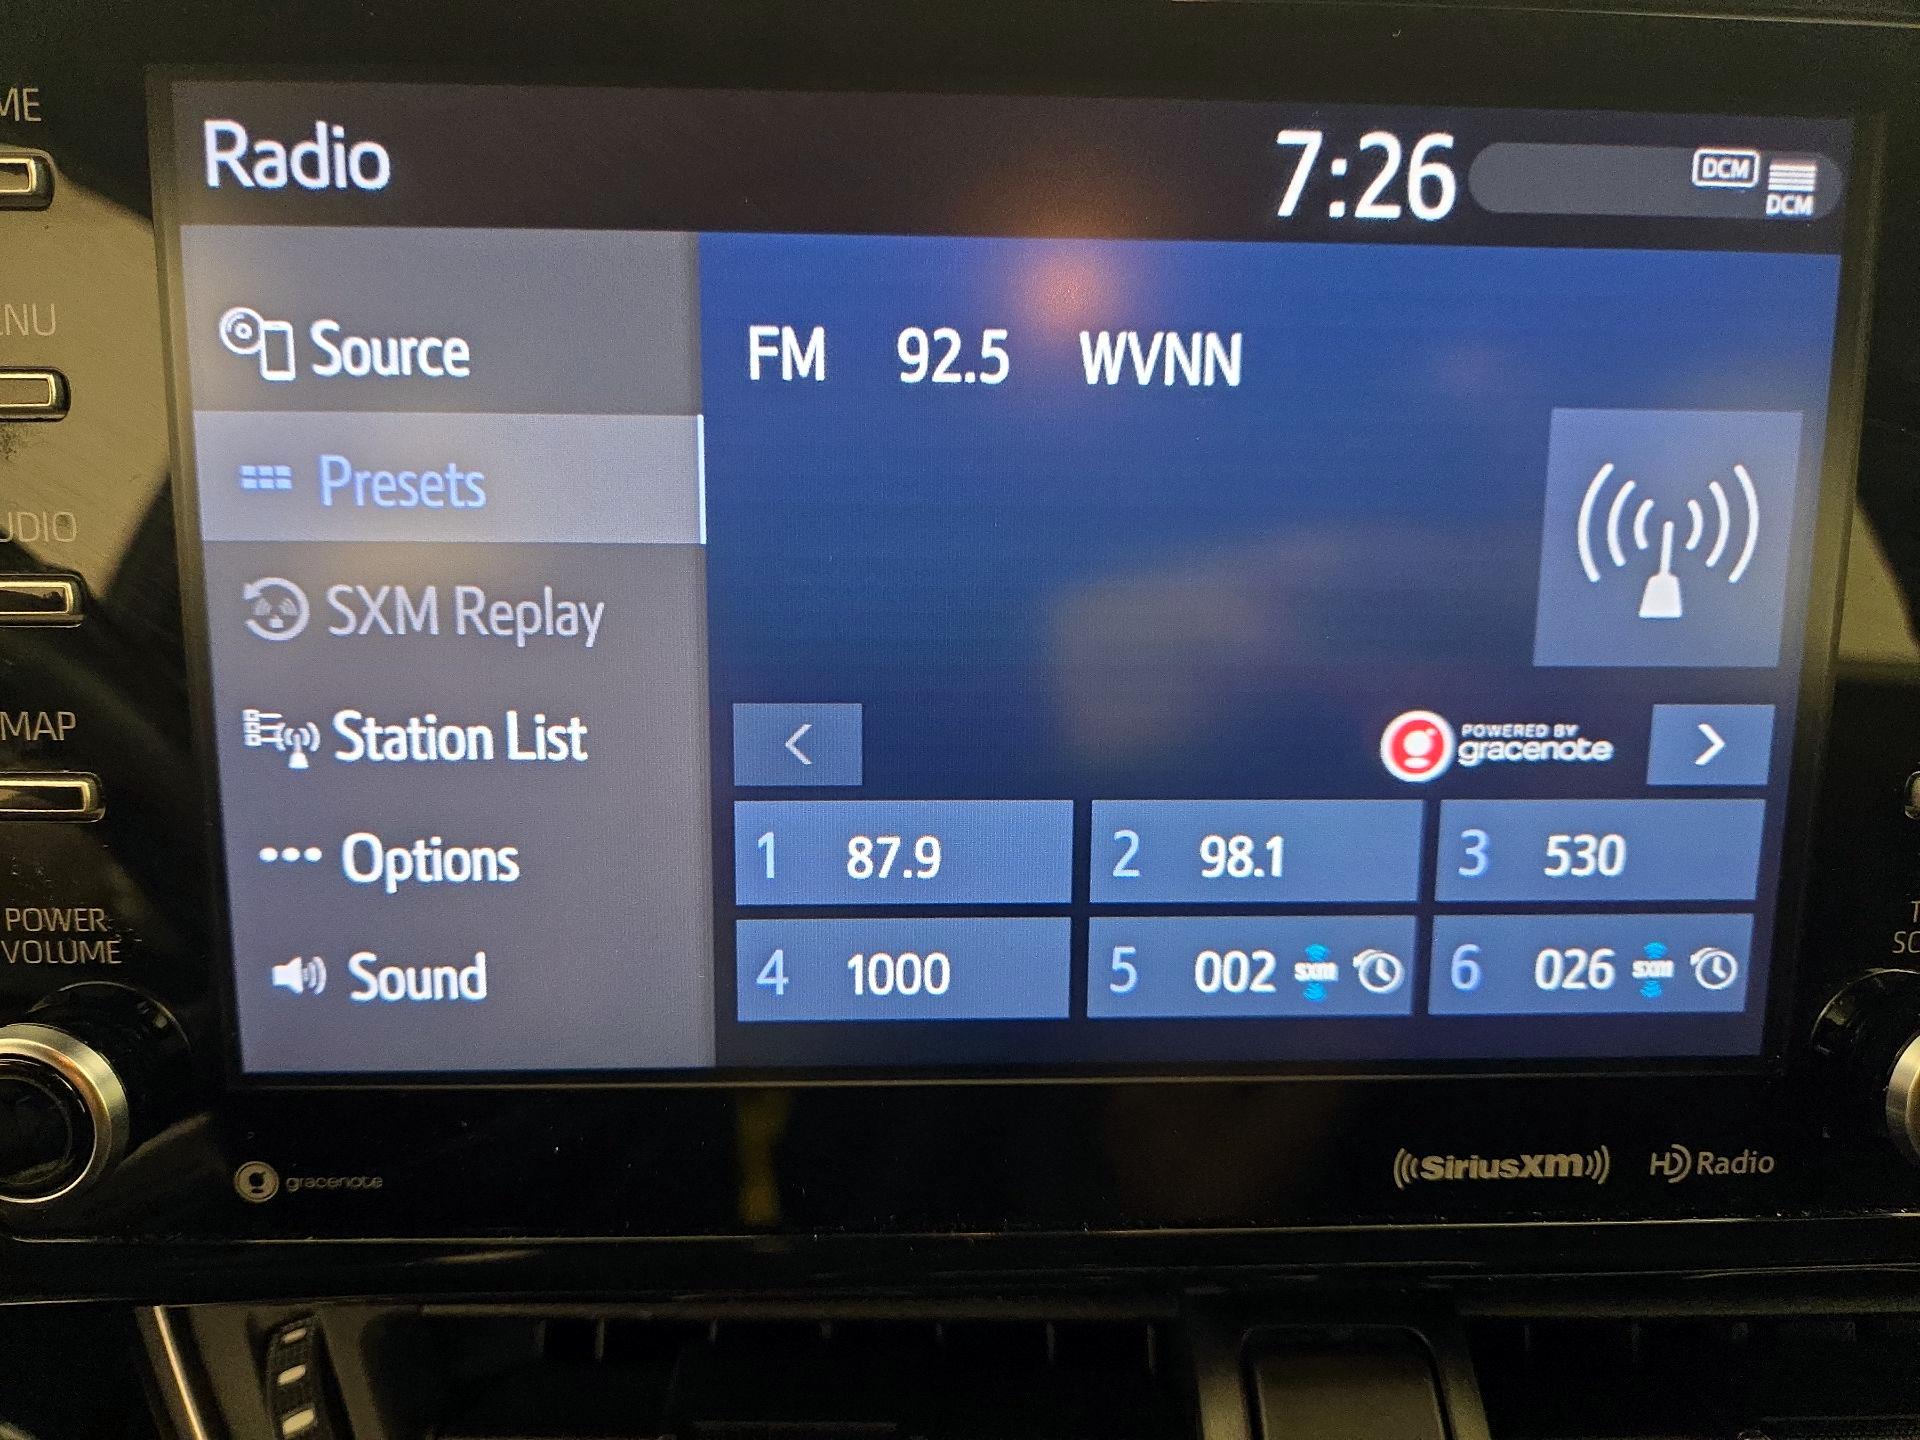 Radio
7:26
DCM
DCM
Source
Presets
SXM Replay
Station List
Options
Sound
FM 92.5 WVNN
POWERED BY
gracenote
1 87.9
2 98.1
3 530
4 1000
5 002 SXM
6 026 SXM
ME
ENU
UDIO
MAP
POWER
VOLUME
T
SC
gracenote
SiriusXM
HD Radio